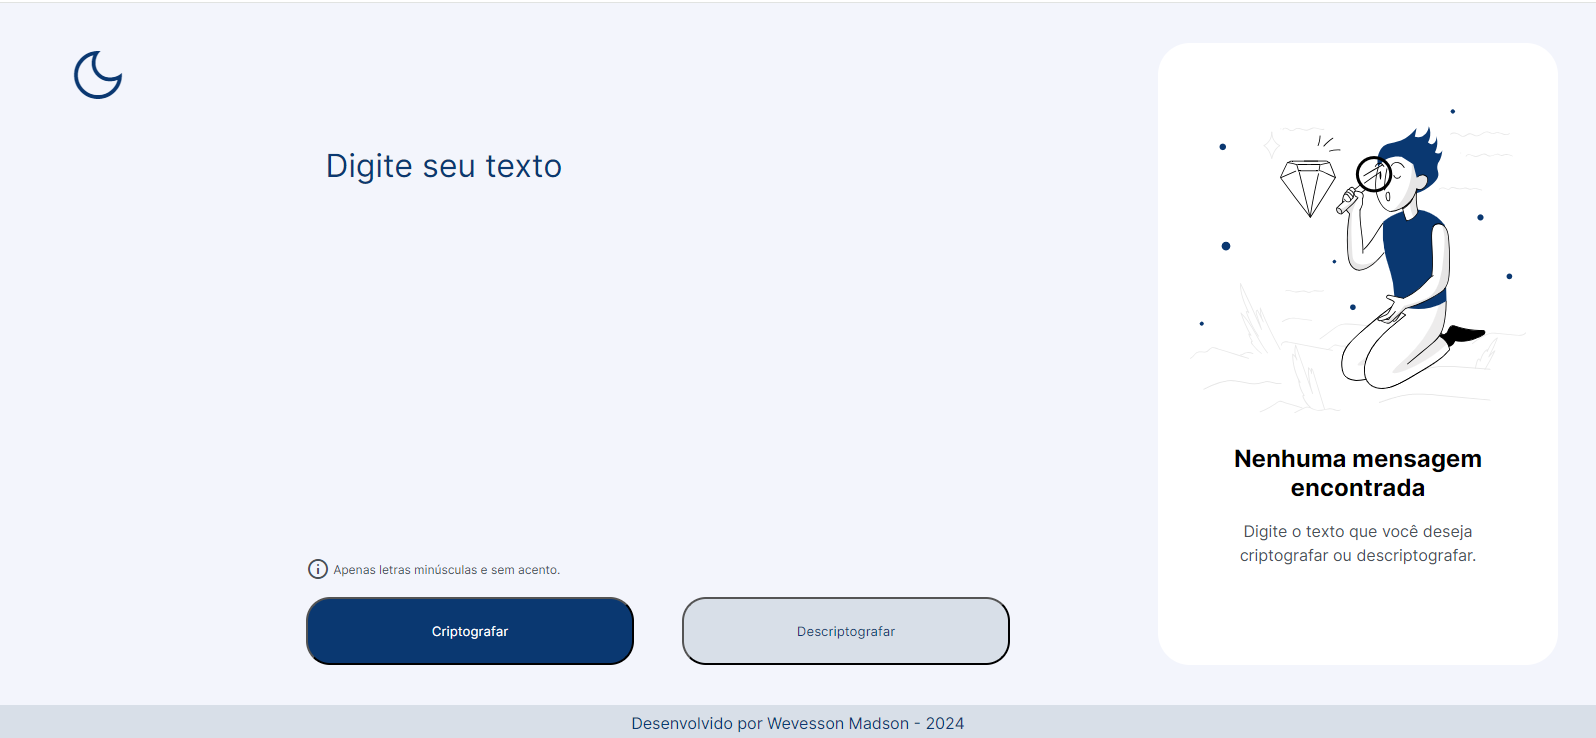 Digite seu texto
Apenas letras minúsculas e sem acento.
Criptografar
Descriptografar
Nenhuma mensagem
encontrada
Digite o texto que você deseja
criptografar ou descriptografar.
Desenvolvido por Wevesson Madson - 2024